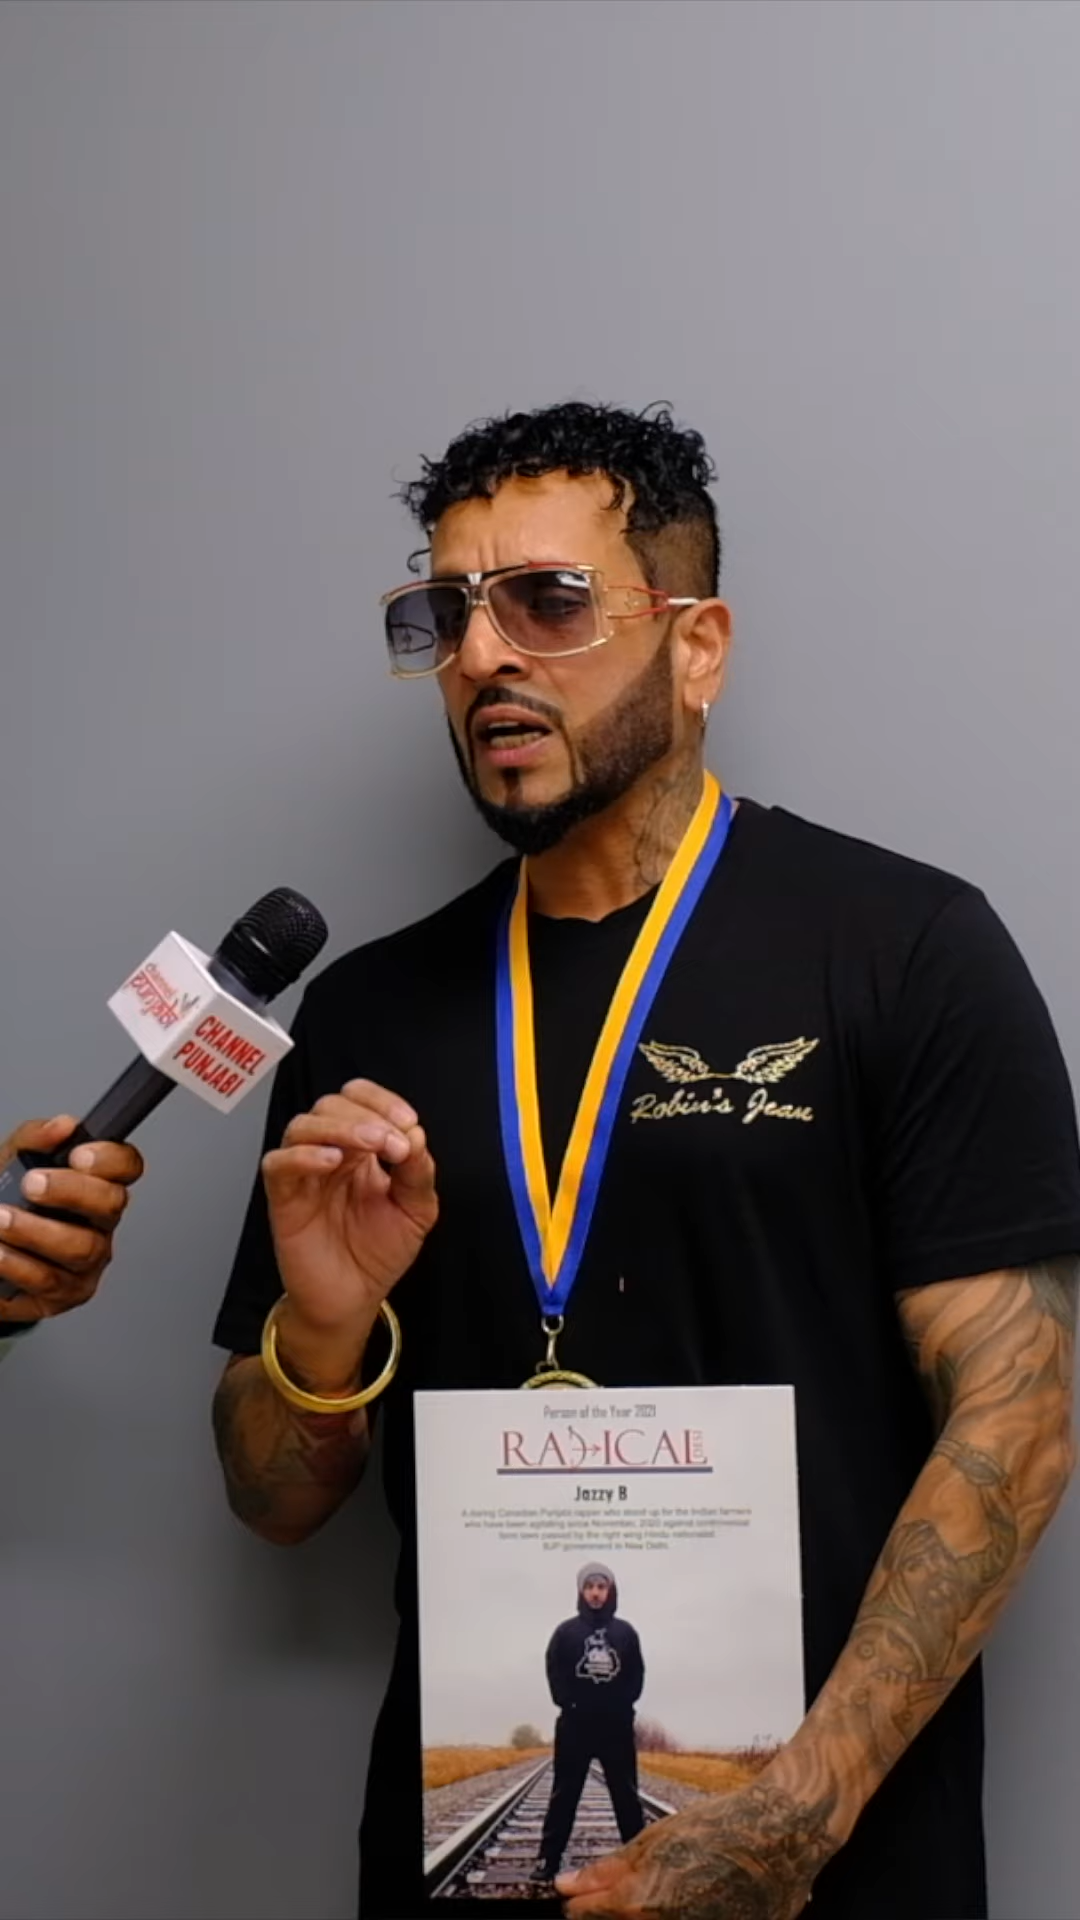 channel
punjabi
CHANNEL
PUNJABI
Robin's Jean
Person of the Year 2021
RADICAL
DESI
Jazzy B
A daring Canadian Punjabi rapper who stood up for the Indian farmers
who have been agitating since November, 2020 against controversial
farm laws passed by the right wing Hindu nationalist
BJP government in New Delhi.